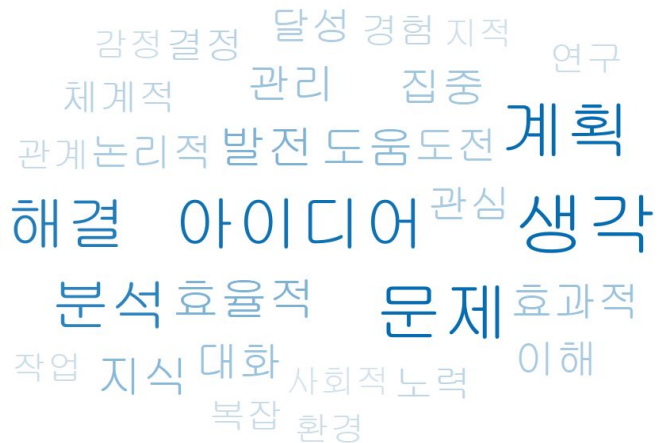 달성 경험 지적
감정 결정 연구
관리 집중
체계적 계획
관계 논리적 발전 도움 도전
해결 아이디어 관심 생각
분석 효율적 문제 효과적
작업 지식 대화 이해
사회적 노력
복잡 환경